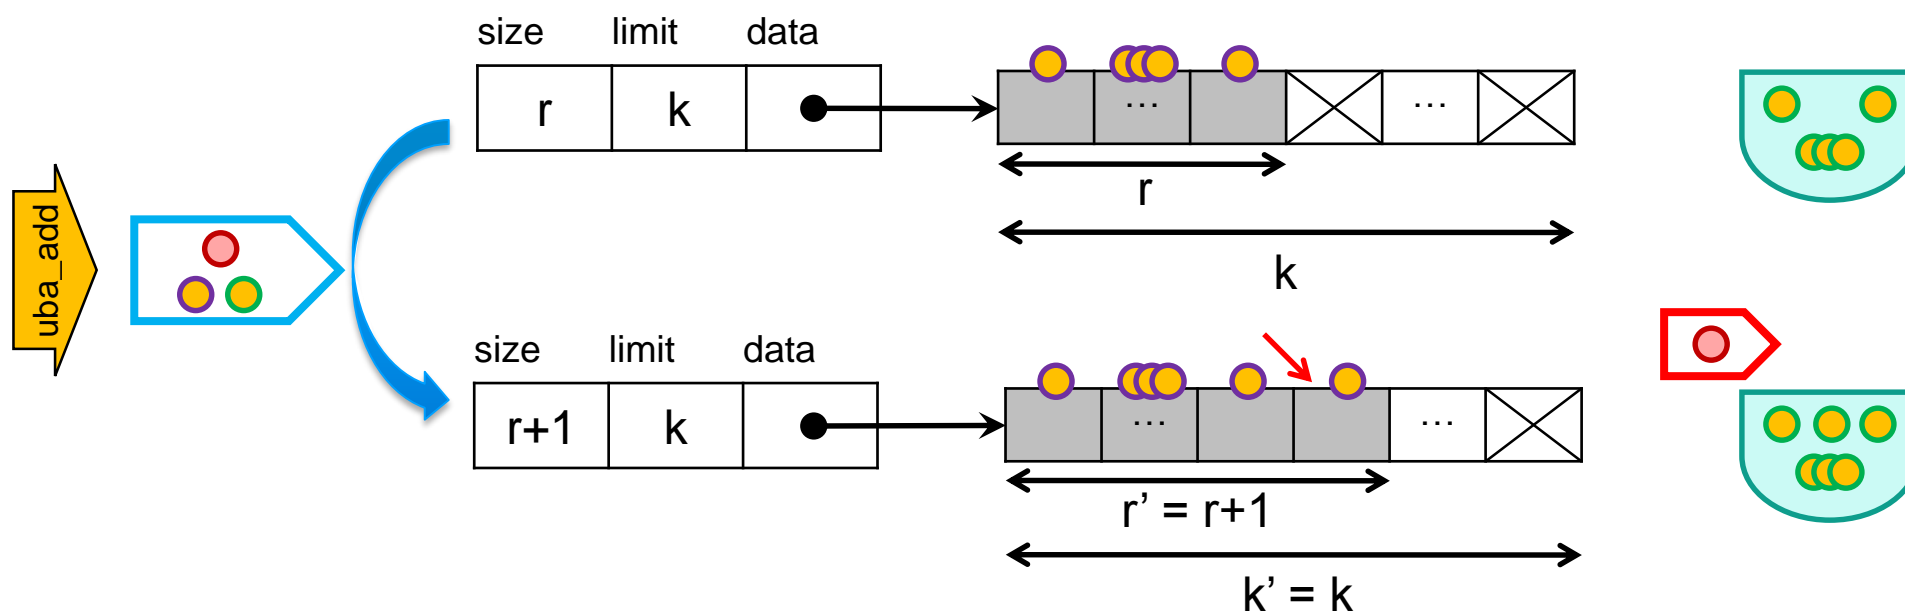 size limit data
r k
... ...
r
k
uba_add
size limit data
r+1 k
... ...
r’ = r+1
k’ = k